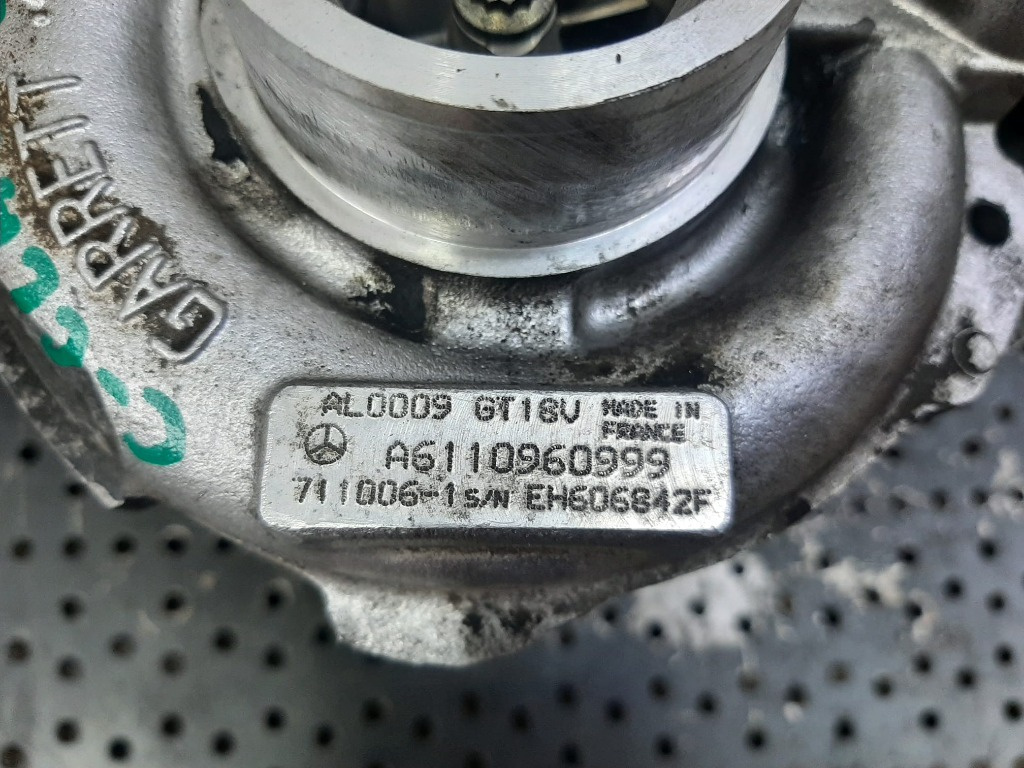 GARRETT
AL0009 GT18V MADE IN
FRANCE
A6110960999
711006-1 S/N EH606842F